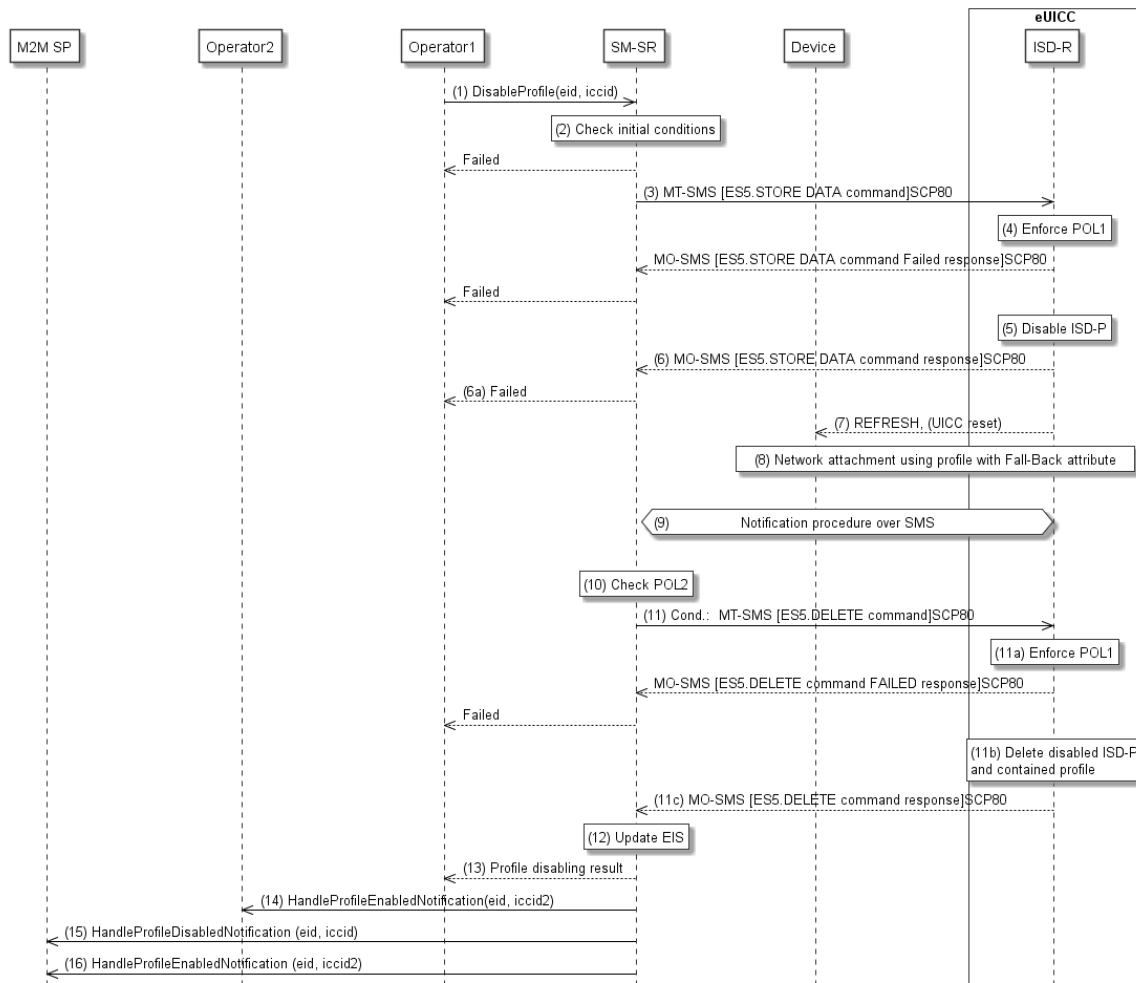 eUICC
M2M SP
Operator2
Operator1
SM-SR
Device
ISD-R
(1) DisableProfile(eid, iccid)
(2) Check initial conditions
Failed
(3) MT-SMS [ES5.STORE DATA command]SCP80
(4) Enforce POL1
MO-SMS [ES5.STORE DATA command Failed response]SCP80
Failed
(5) Disable ISD-P
(6) MO-SMS [ES5.STORE DATA command response]SCP80
(6a) Failed
(7) REFRESH, (UICC reset)
(8) Network attachment using profile with Fall-Back attribute
(9) Notification procedure over SMS
(10) Check POL2
(11) Cond.: MT-SMS [ES5.DELETE command]SCP80
(11a) Enforce POL1
MO-SMS [ES5.DELETE command FAILED response]SCP80
Failed
(11b) Delete disabled ISD-P
and contained profile
(11c) MO-SMS [ES5.DELETE command response]SCP80
(12) Update EIS
(13) Profile disabling result
(14) HandleProfileEnabledNotification(eid, iccid2)
(15) HandleProfileDisabledNotification (eid, iccid)
(16) HandleProfileEnabledNotification (eid, iccid2)